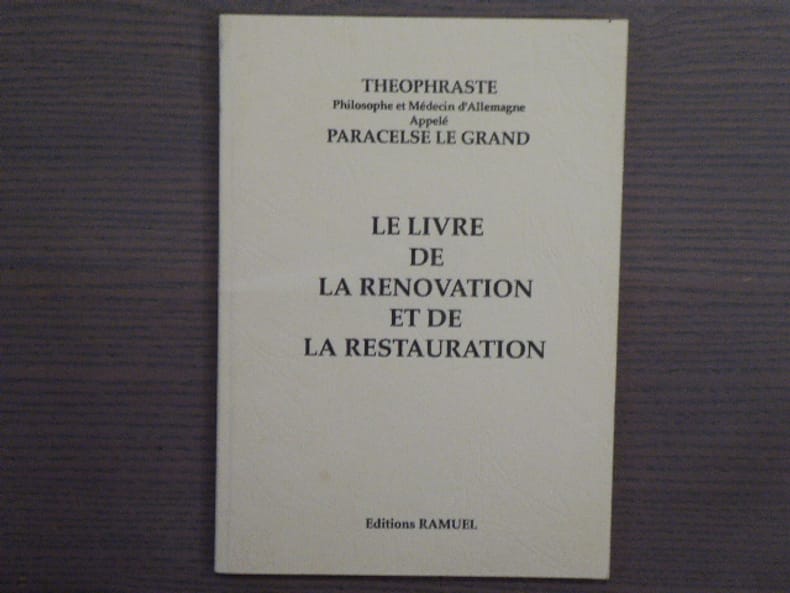 THEOPHRASTE
Philosophe et Médecin d'Allemagne
Appelé
PARACELSE LE GRAND
LE LIVRE
DE
LA RENOVATION
ET DE
LA RESTAURATION
Editions RAMUEL